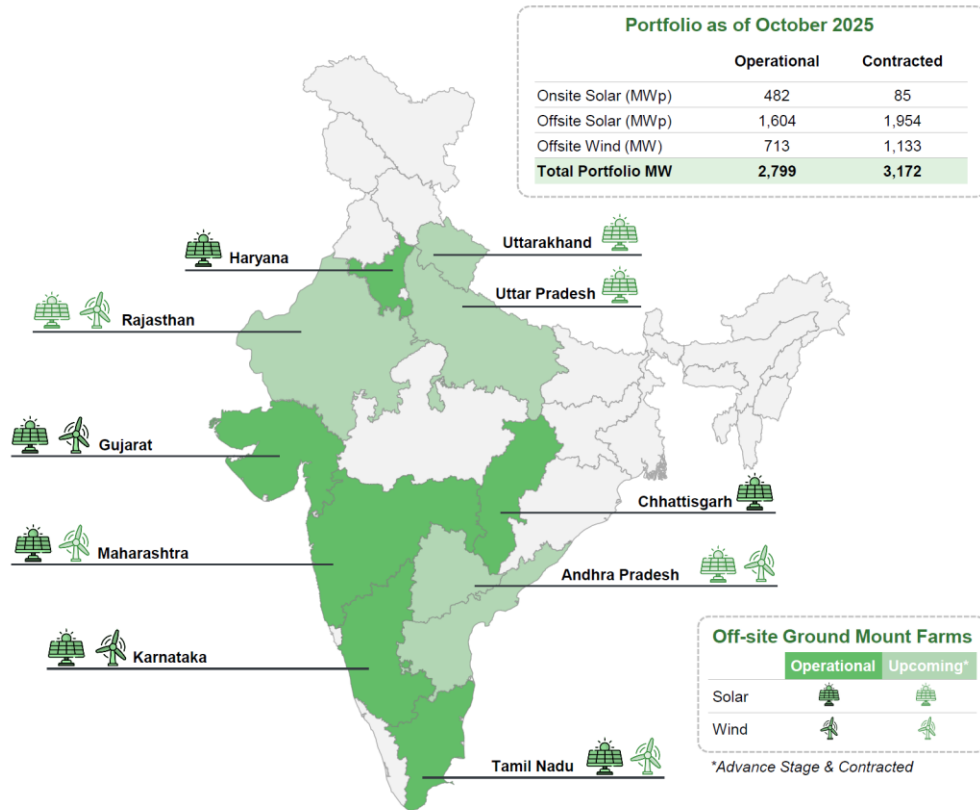 Portfolio as of October 2025
Operational Contracted
Onsite Solar (MWp) 482 85
Offsite Solar (MWp) 1,604 1,954
Offsite Wind (MW) 713 1,133
Total Portfolio MW 2,799 3,172
Haryana
Uttarakhand
Uttar Pradesh
Rajasthan
Gujarat
Chhattisgarh
Maharashtra
Andhra Pradesh
Karnataka
Tamil Nadu
Off-site Ground Mount Farms
Operational Upcoming*
Solar
Wind
*Advance Stage & Contracted